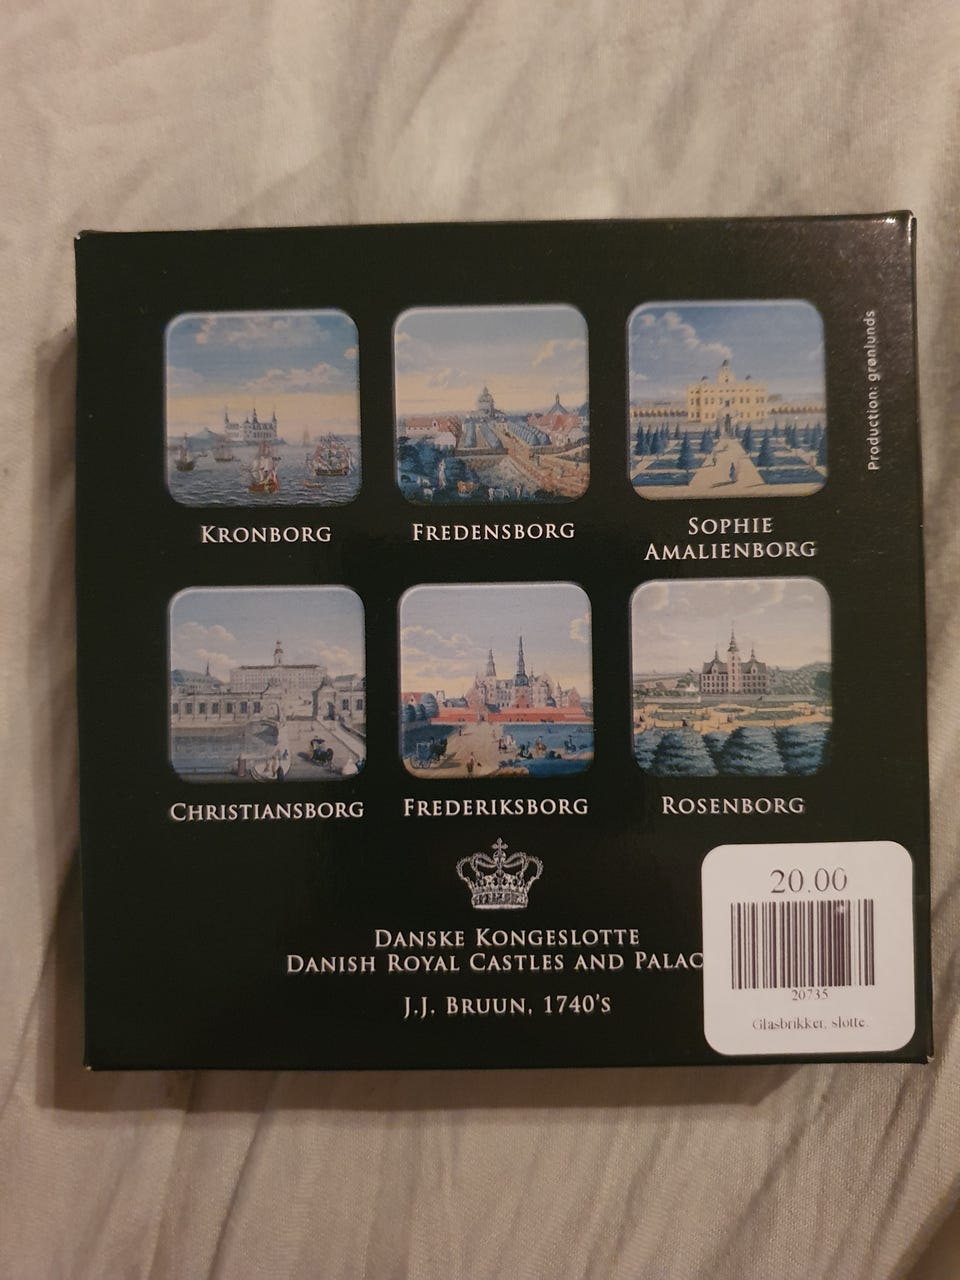 Production: grønlunds
KRONBORG
FREDENSBORG
SOPHIE
AMALIENBORG
CHRISTIANSBORG
FREDERIKSBORG
ROSENBORG
DANSKE KONGESLOTTE
DANISH ROYAL CASTLES AND PALAC
J.J. BRUUN, 1740'S
20.00
20735
Glasbrikker, slotte.